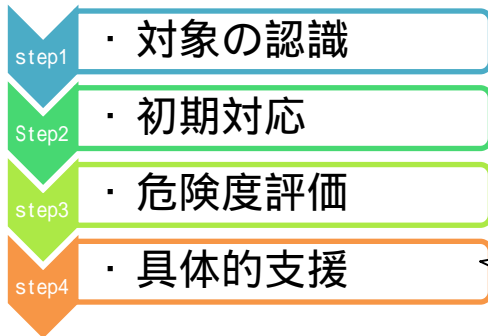 step1
・対象の認識
Step2
・初期対応
step3
・危険度評価
step4
・具体的支援